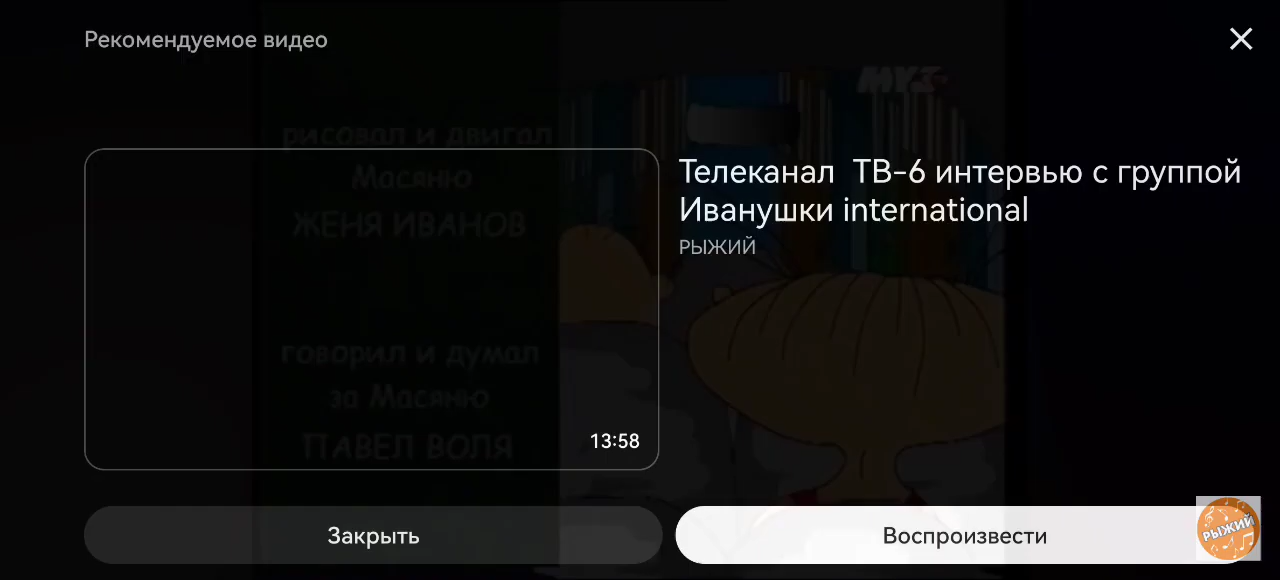 Рекомендуемое видео
МУЗ
рисовал и двигал
Масяню
ЖЕНЯ ИВАНОВ
говорил и думал
за Масяню
ПАВЕЛ ВОЛЯ
13:58
Телеканал ТВ-6 интервью с группой
Иванушки international
РЫЖИЙ
Закрыть
Воспроизвести
РЫЖИЙ